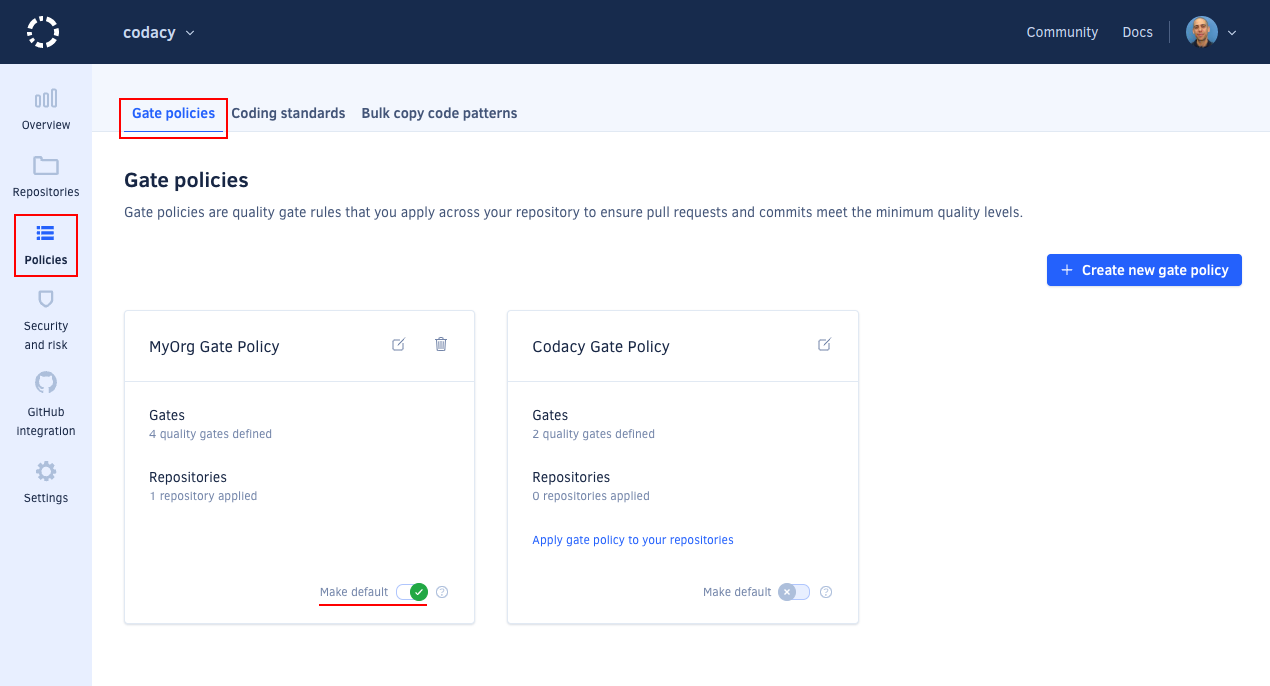 codacy
Community
Docs
Overview
Repositories
Policies
Security
and risk
GitHub
integration
Settings
Gate policies
Coding standards
Bulk copy code patterns
Gate policies
Gate policies are quality gate rules that you apply across your repository to ensure pull requests and commits meet the minimum quality levels.
+ Create new gate policy
MyOrg Gate Policy
Gates
4 quality gates defined
Repositories
1 repository applied
Make default
?
Codacy Gate Policy
Gates
2 quality gates defined
Repositories
0 repositories applied
Apply gate policy to your repositories
Make default
?